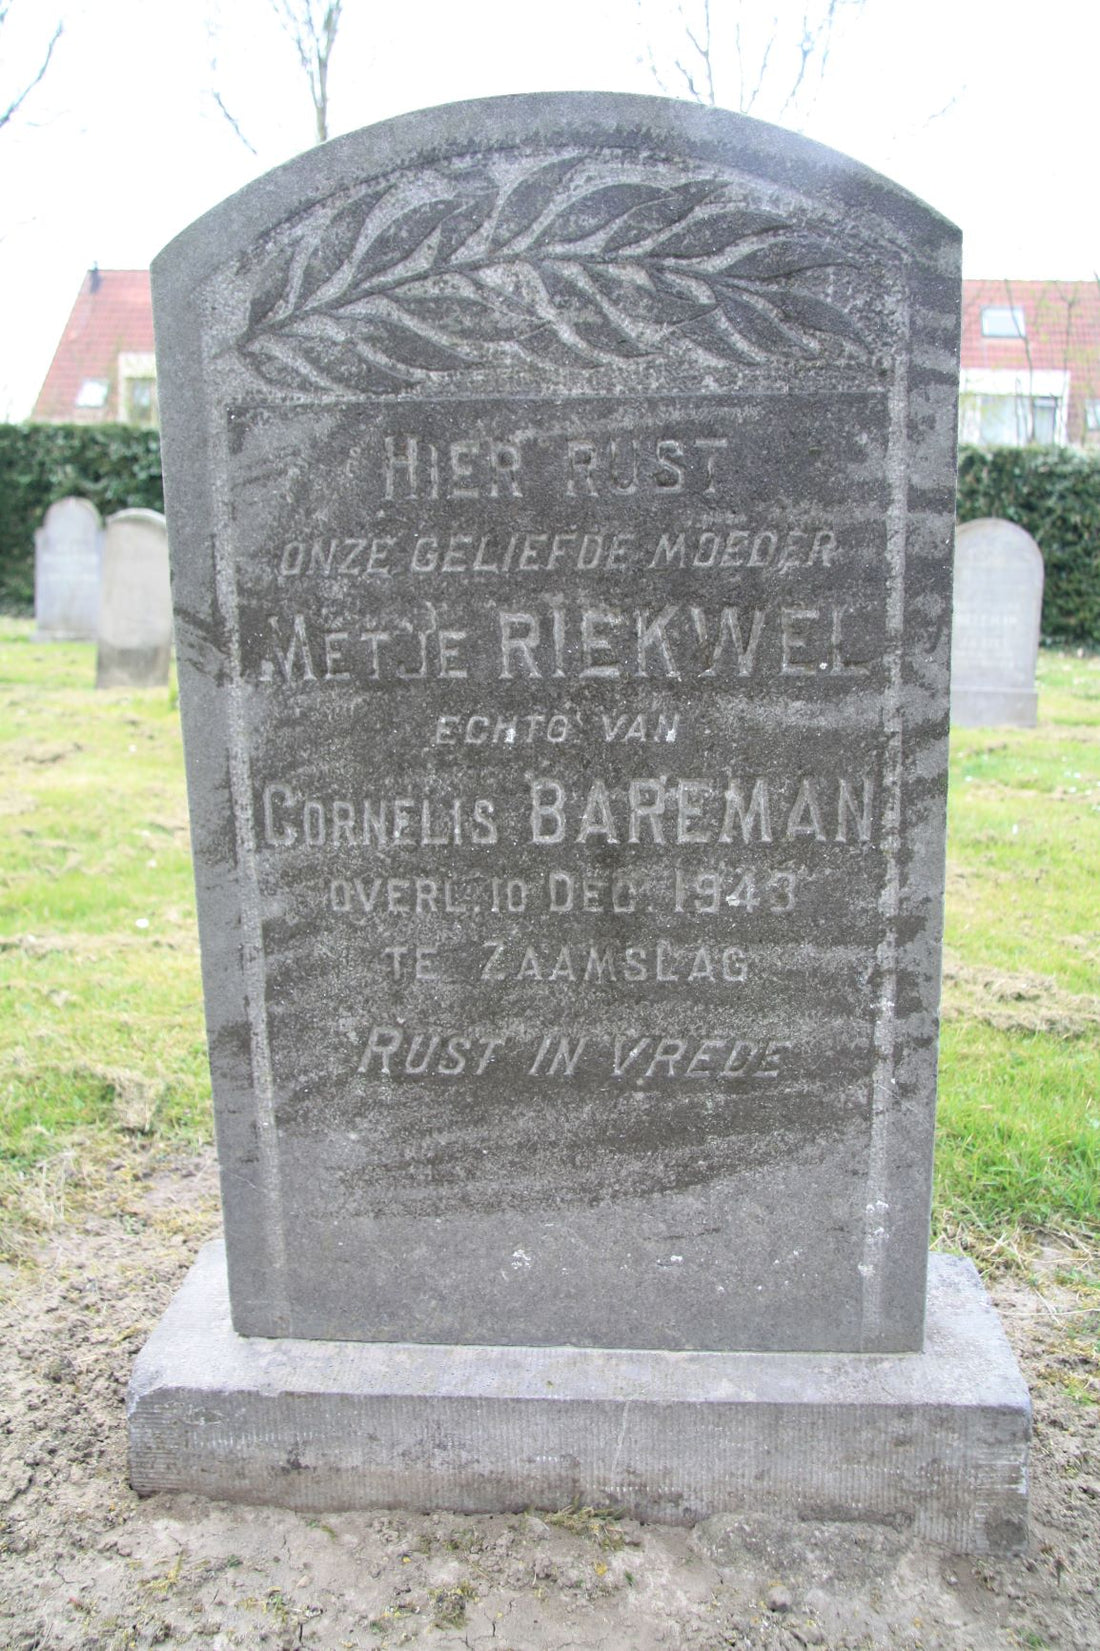 HIER RUST
ONZE GELIEFDE MOEDER
METJE RIEKWEL
ECHTG. VAN
CORNELIS BAREMAN
OVERL. 10 DEC. 1943
TE ZAAMSLAG
RUST IN VREDE